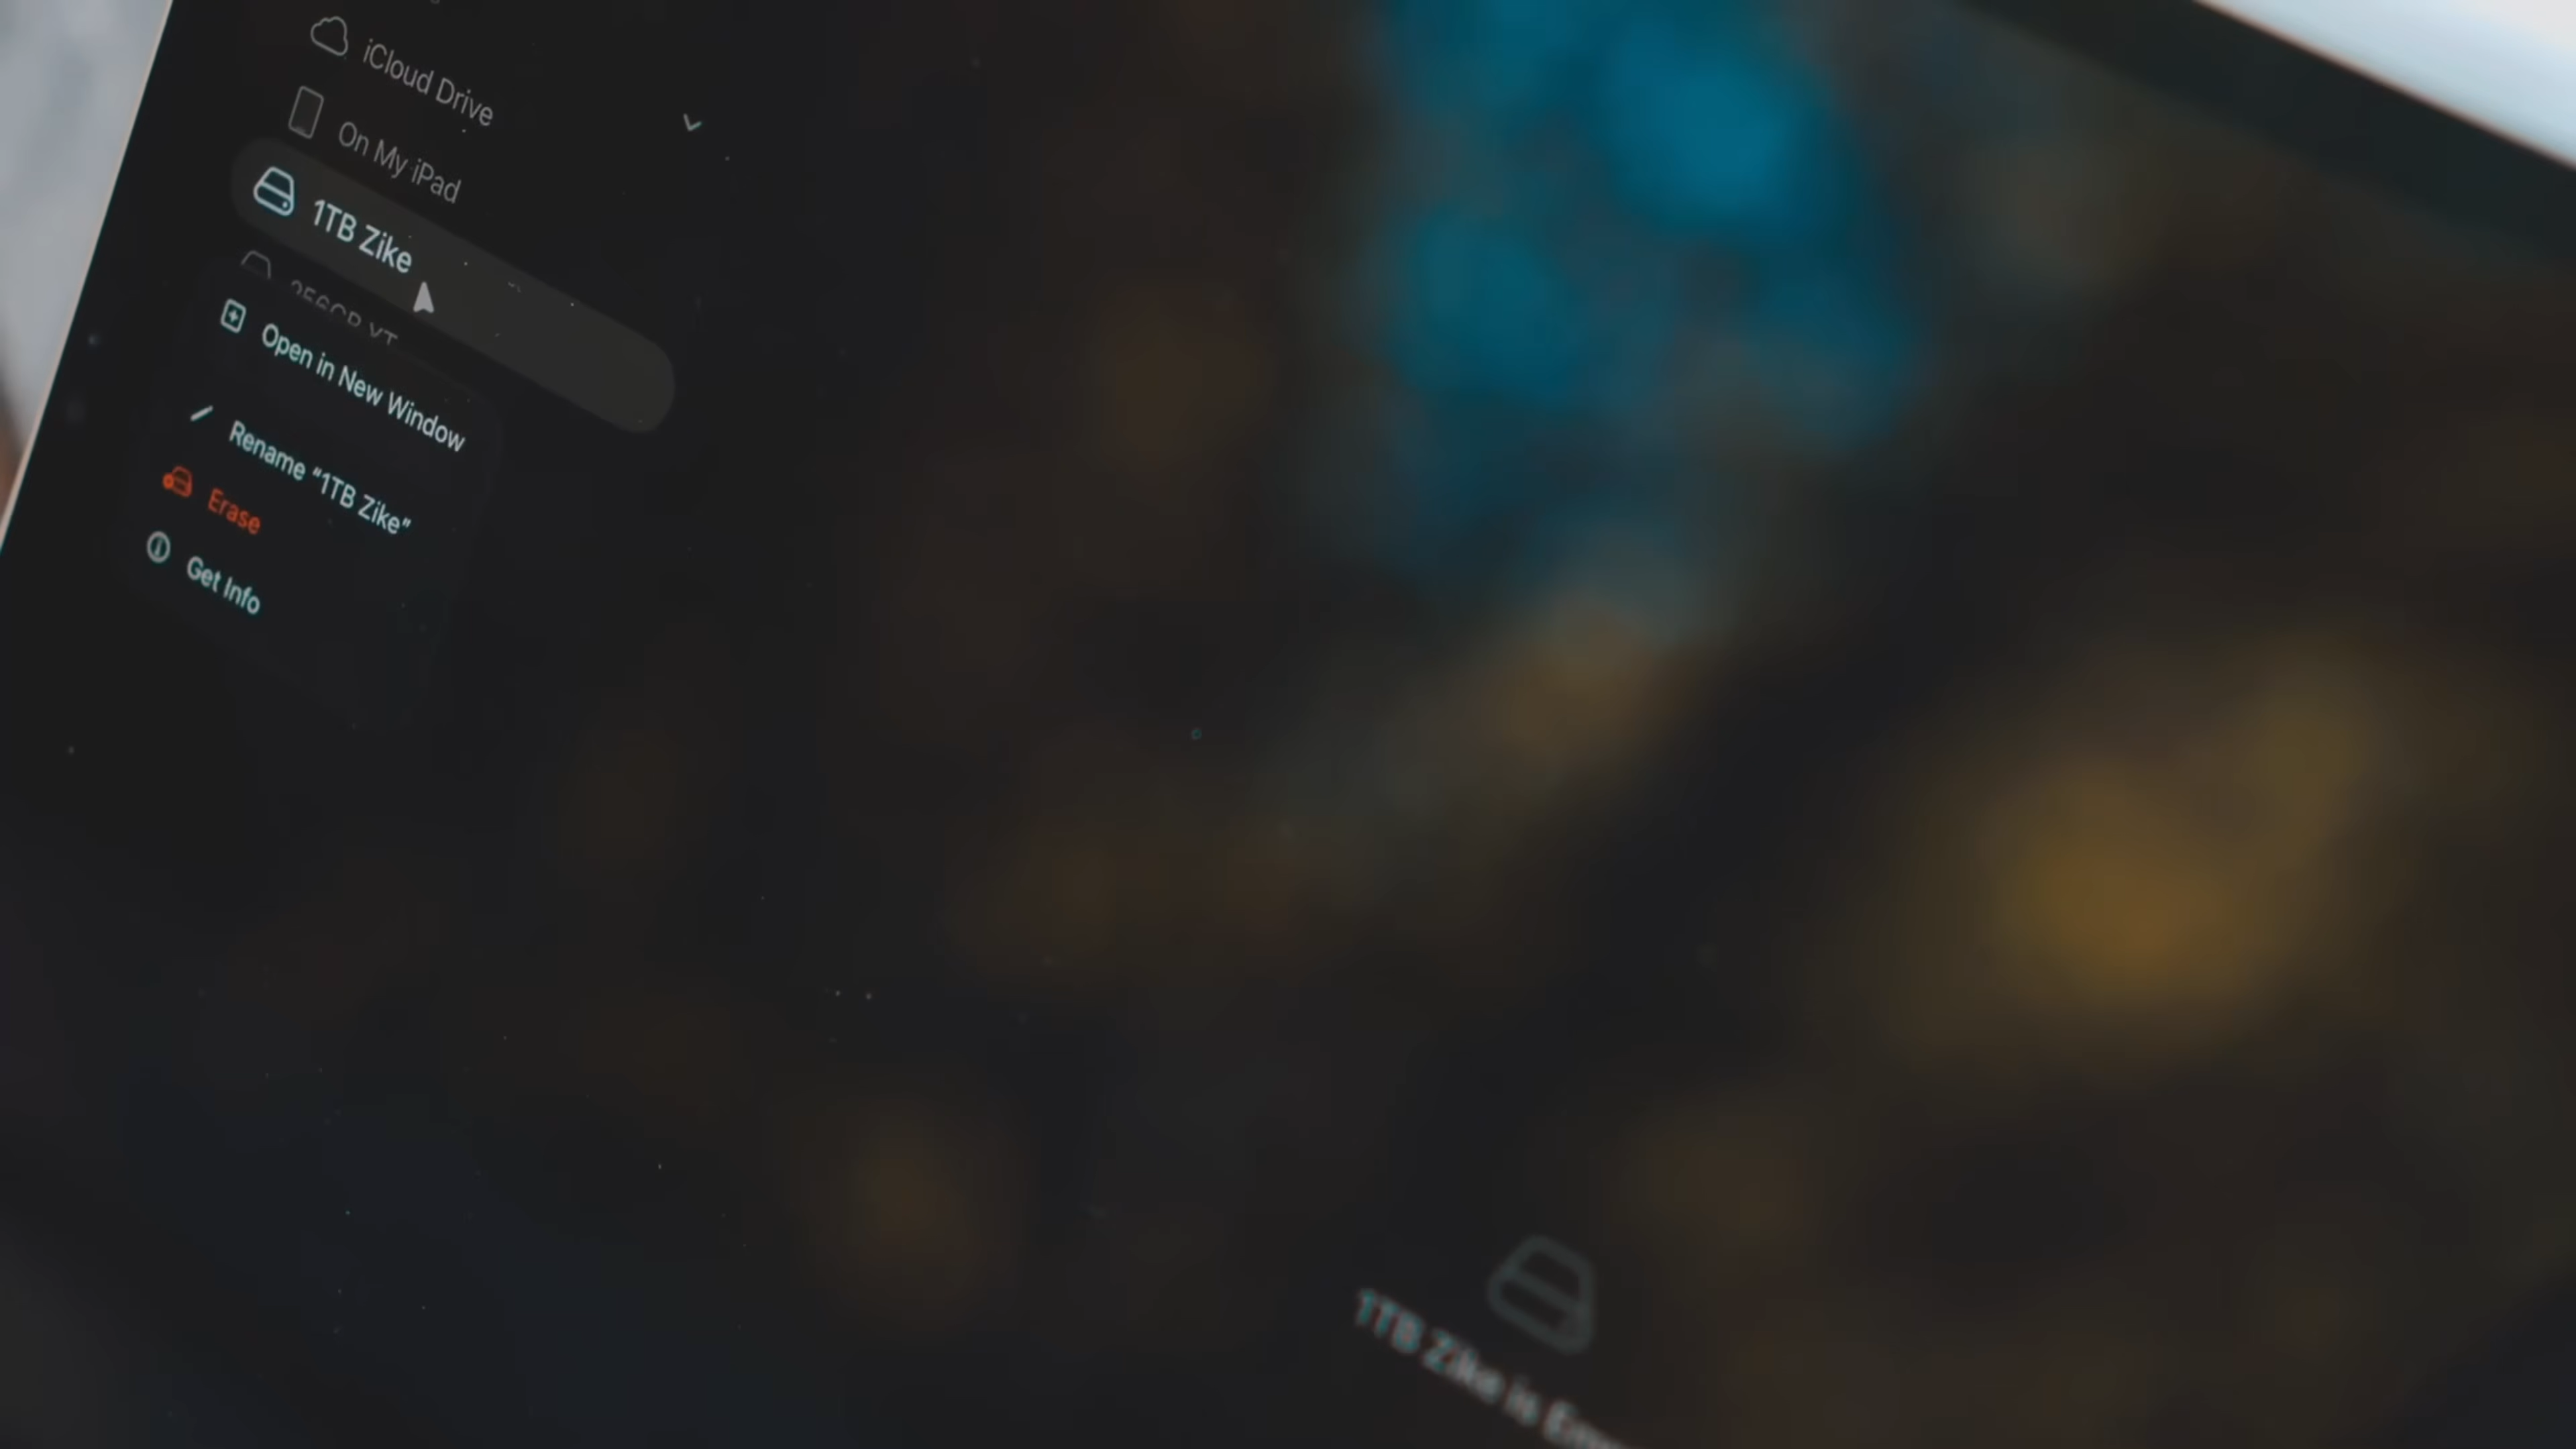 iCloud Drive
On My iPad
1TB Zike
Open in New Window
Rename “1TB Zike”
Erase
Get Info
1TB Zike is